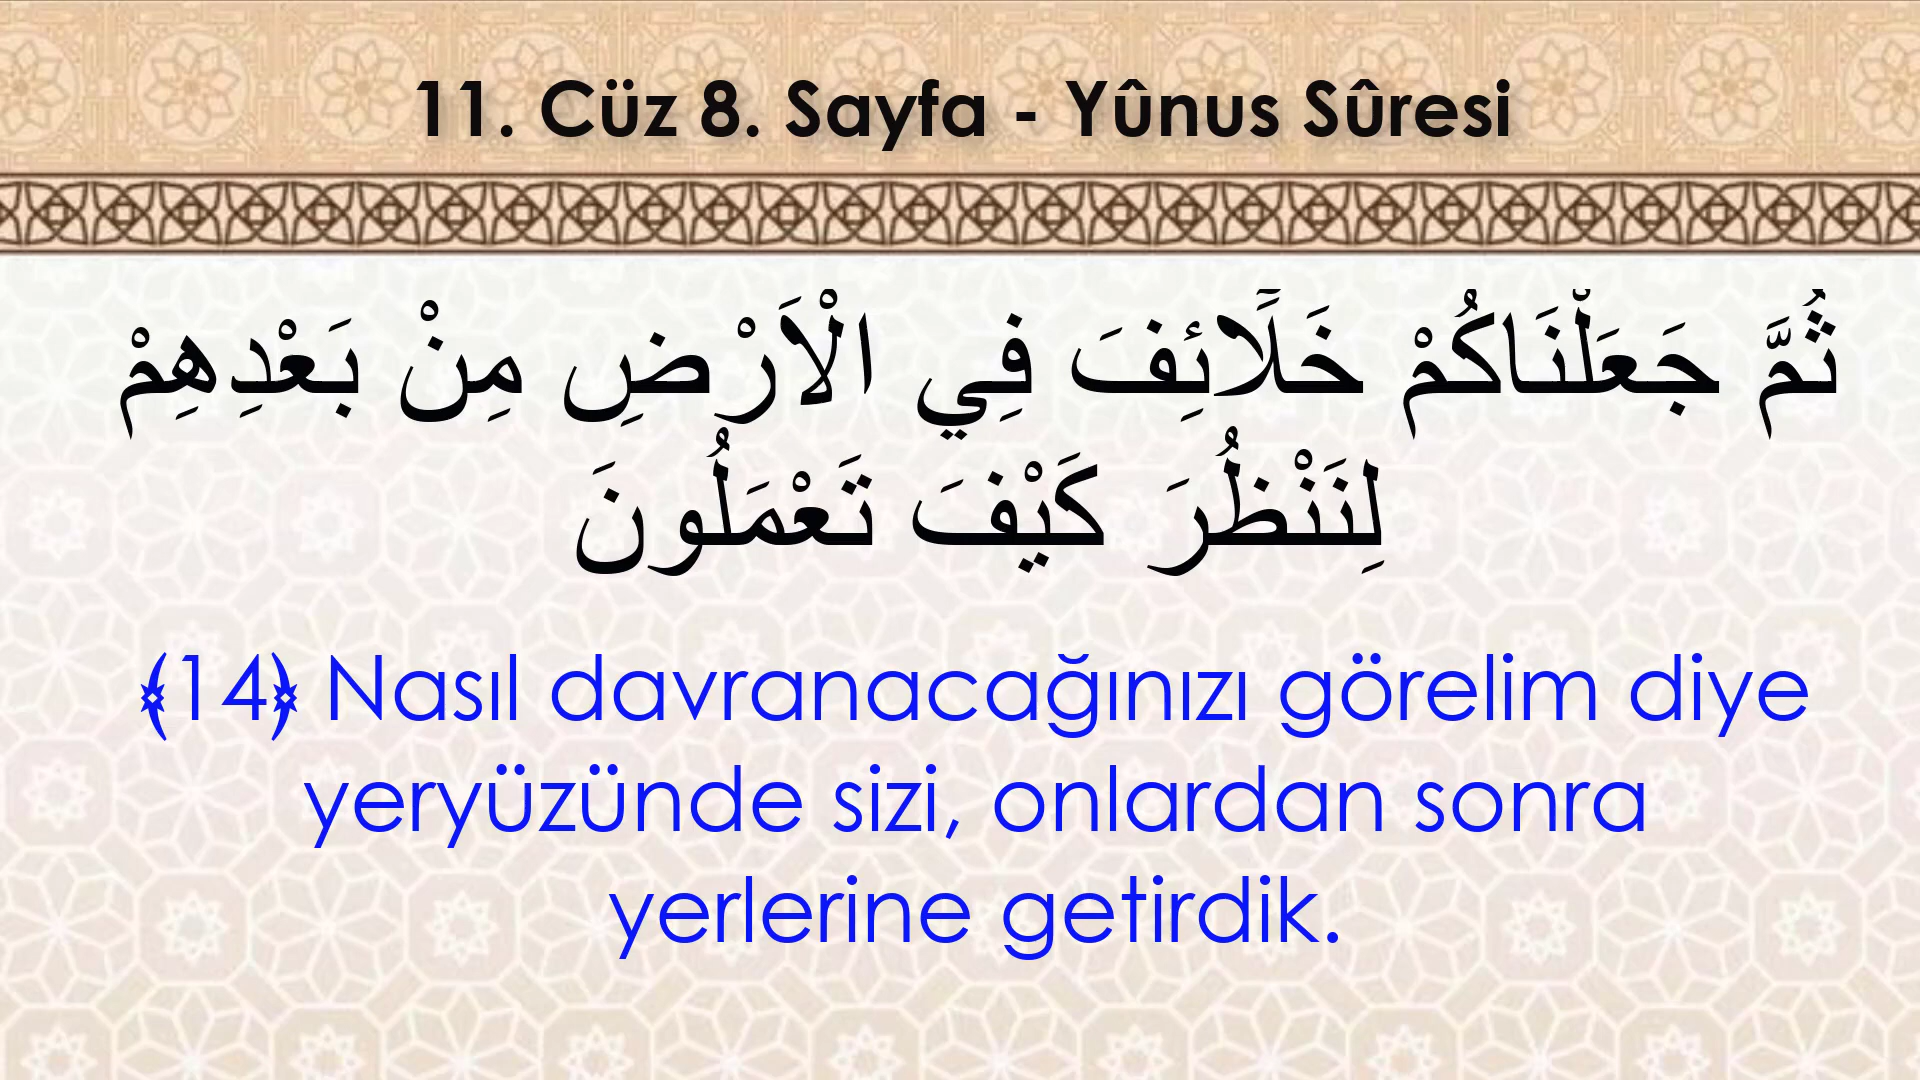 11. Cüz 8. Sayfa - Yûnus Sûresi
ثُمَّ جَعَلْنَاكُمْ خَلَٓائِفَ فِي الْاَرْضِ مِنْ بَعْدِهِمْ
لِنَنْظُرَ كَيْفَ تَعْمَلُونَ
﴾14﴿ Nasıl davranacağınızı görelim diye
yeryüzünde sizi, onlardan sonra
yerlerine getirdik.